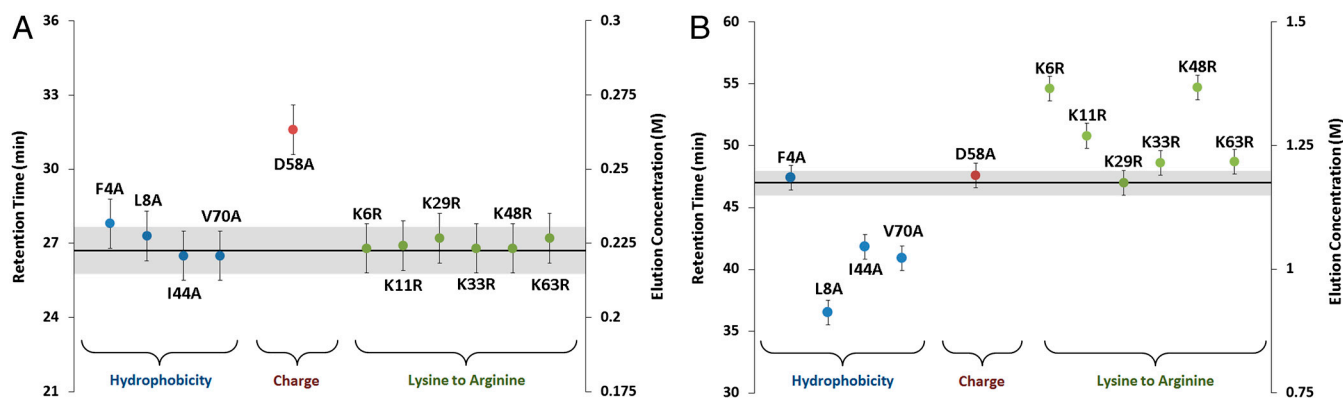 A
Retention Time (min)
36
33
30
27
24
21
F4A
L8A
I44A
V70A
D58A
K6R
K11R
K29R
K33R
K48R
K63R
Hydrophobicity
Charge
Lysine to Arginine
0.3
0.275
0.25
0.225
0.2
0.175
Elution Concentration (M)
B
Retention Time (min)
60
55
50
45
40
35
30
F4A
L8A
I44A
V70A
D58A
K6R
K11R
K29R
K33R
K48R
K63R
Hydrophobicity
Charge
Lysine to Arginine
1.5
1.25
1
0.75
Elution Concentration (M)